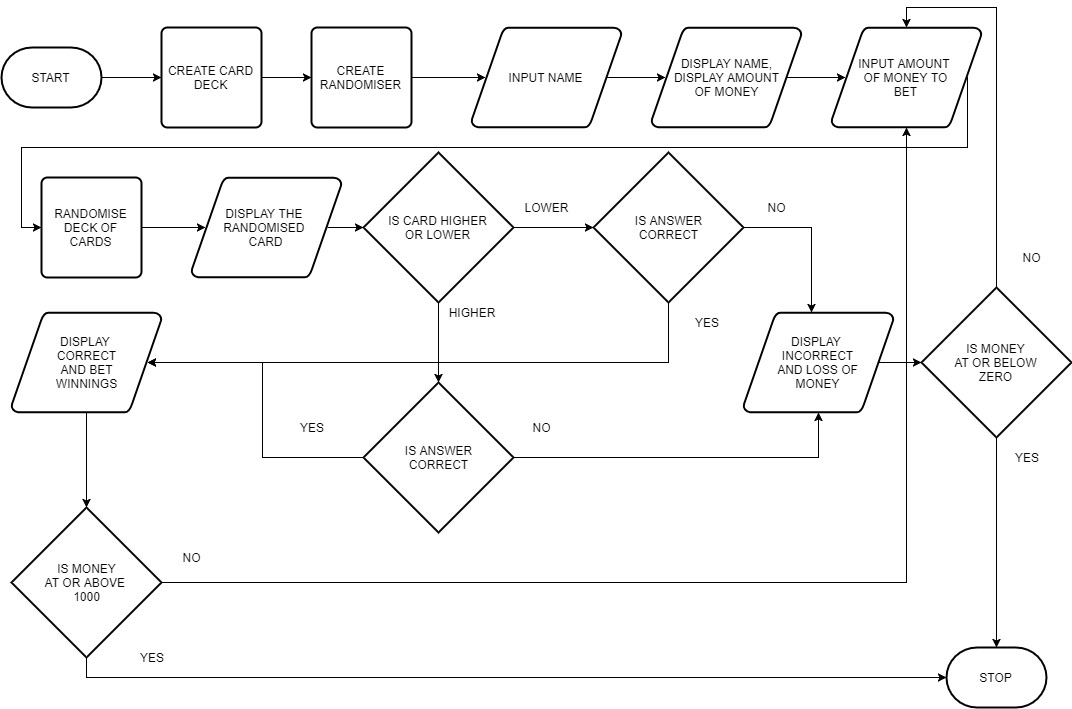 START
CREATE CARD
DECK
CREATE
RANDOMISER
INPUT NAME
DISPLAY NAME,
DISPLAY AMOUNT
OF MONEY
INPUT AMOUNT
OF MONEY TO
BET
RANDOMISE
DECK OF
CARDS
DISPLAY THE
RANDOMISED
CARD
IS CARD HIGHER
OR LOWER
LOWER
IS ANSWER
CORRECT
NO
NO
HIGHER
YES
DISPLAY
CORRECT
AND BET
WINNINGS
DISPLAY
INCORRECT
AND LOSS OF
MONEY
IS MONEY
AT OR BELOW
ZERO
YES
IS ANSWER
CORRECT
NO
YES
IS MONEY
AT OR ABOVE
1000
NO
YES
STOP